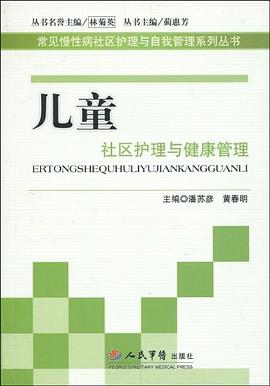 丛书名誉主编/林菊英 丛书主编/蔺惠芳
常见慢性病社区护理与自我管理系列丛书
儿童
社区护理与健康管理
ERTONGSHEQUHULIYUJIANKANGGUANLI
主编◎潘苏彦 黄春明
人民軍醫出版社
PEOPLE'S MILITARY MEDICAL PRESS